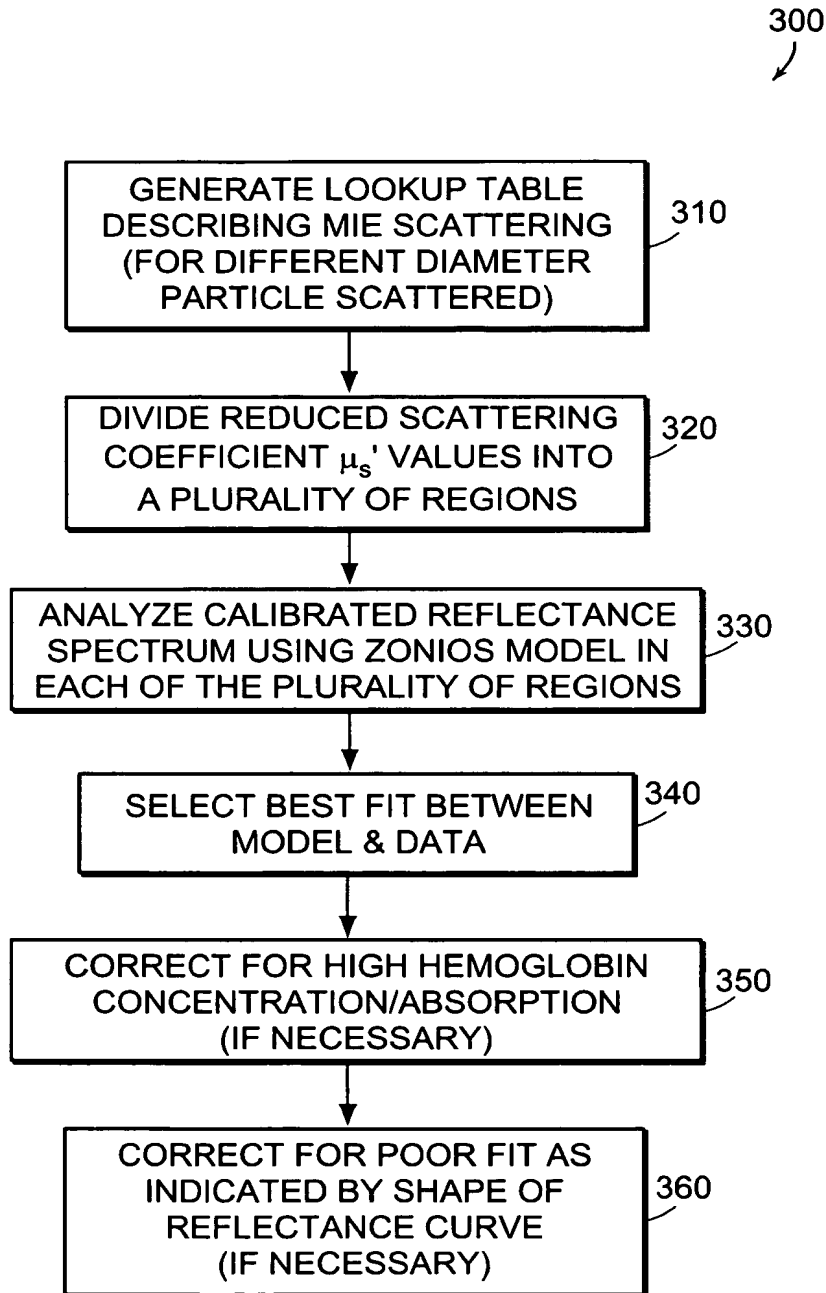 300
GENERATE LOOKUP TABLE
DESCRIBING MIE SCATTERING
(FOR DIFFERENT DIAMETER
PARTICLE SCATTERED)
310
DIVIDE REDUCED SCATTERING
COEFFICIENT μs' VALUES INTO
A PLURALITY OF REGIONS
320
ANALYZE CALIBRATED REFLECTANCE
SPECTRUM USING ZONIOS MODEL IN
EACH OF THE PLURALITY OF REGIONS
330
SELECT BEST FIT BETWEEN
MODEL & DATA
340
CORRECT FOR HIGH HEMOGLOBIN
CONCENTRATION/ABSORPTION
(IF NECESSARY)
350
CORRECT FOR POOR FIT AS
INDICATED BY SHAPE OF
REFLECTANCE CURVE
(IF NECESSARY)
360